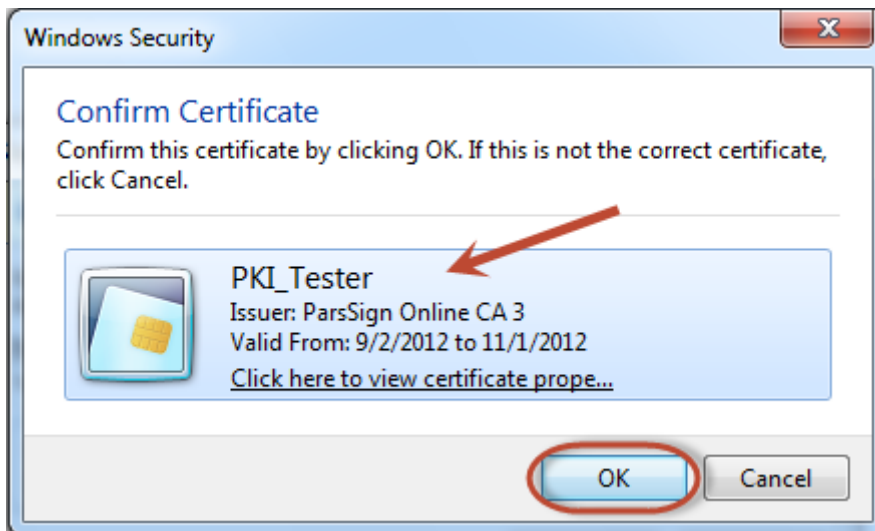 Windows Security
Confirm Certificate
Confirm this certificate by clicking OK. If this is not the correct certificate,
click Cancel.
PKI_Tester
Issuer: ParsSign Online CA 3
Valid From: 9/2/2012 to 11/1/2012
Click here to view certificate prope...
OK
Cancel